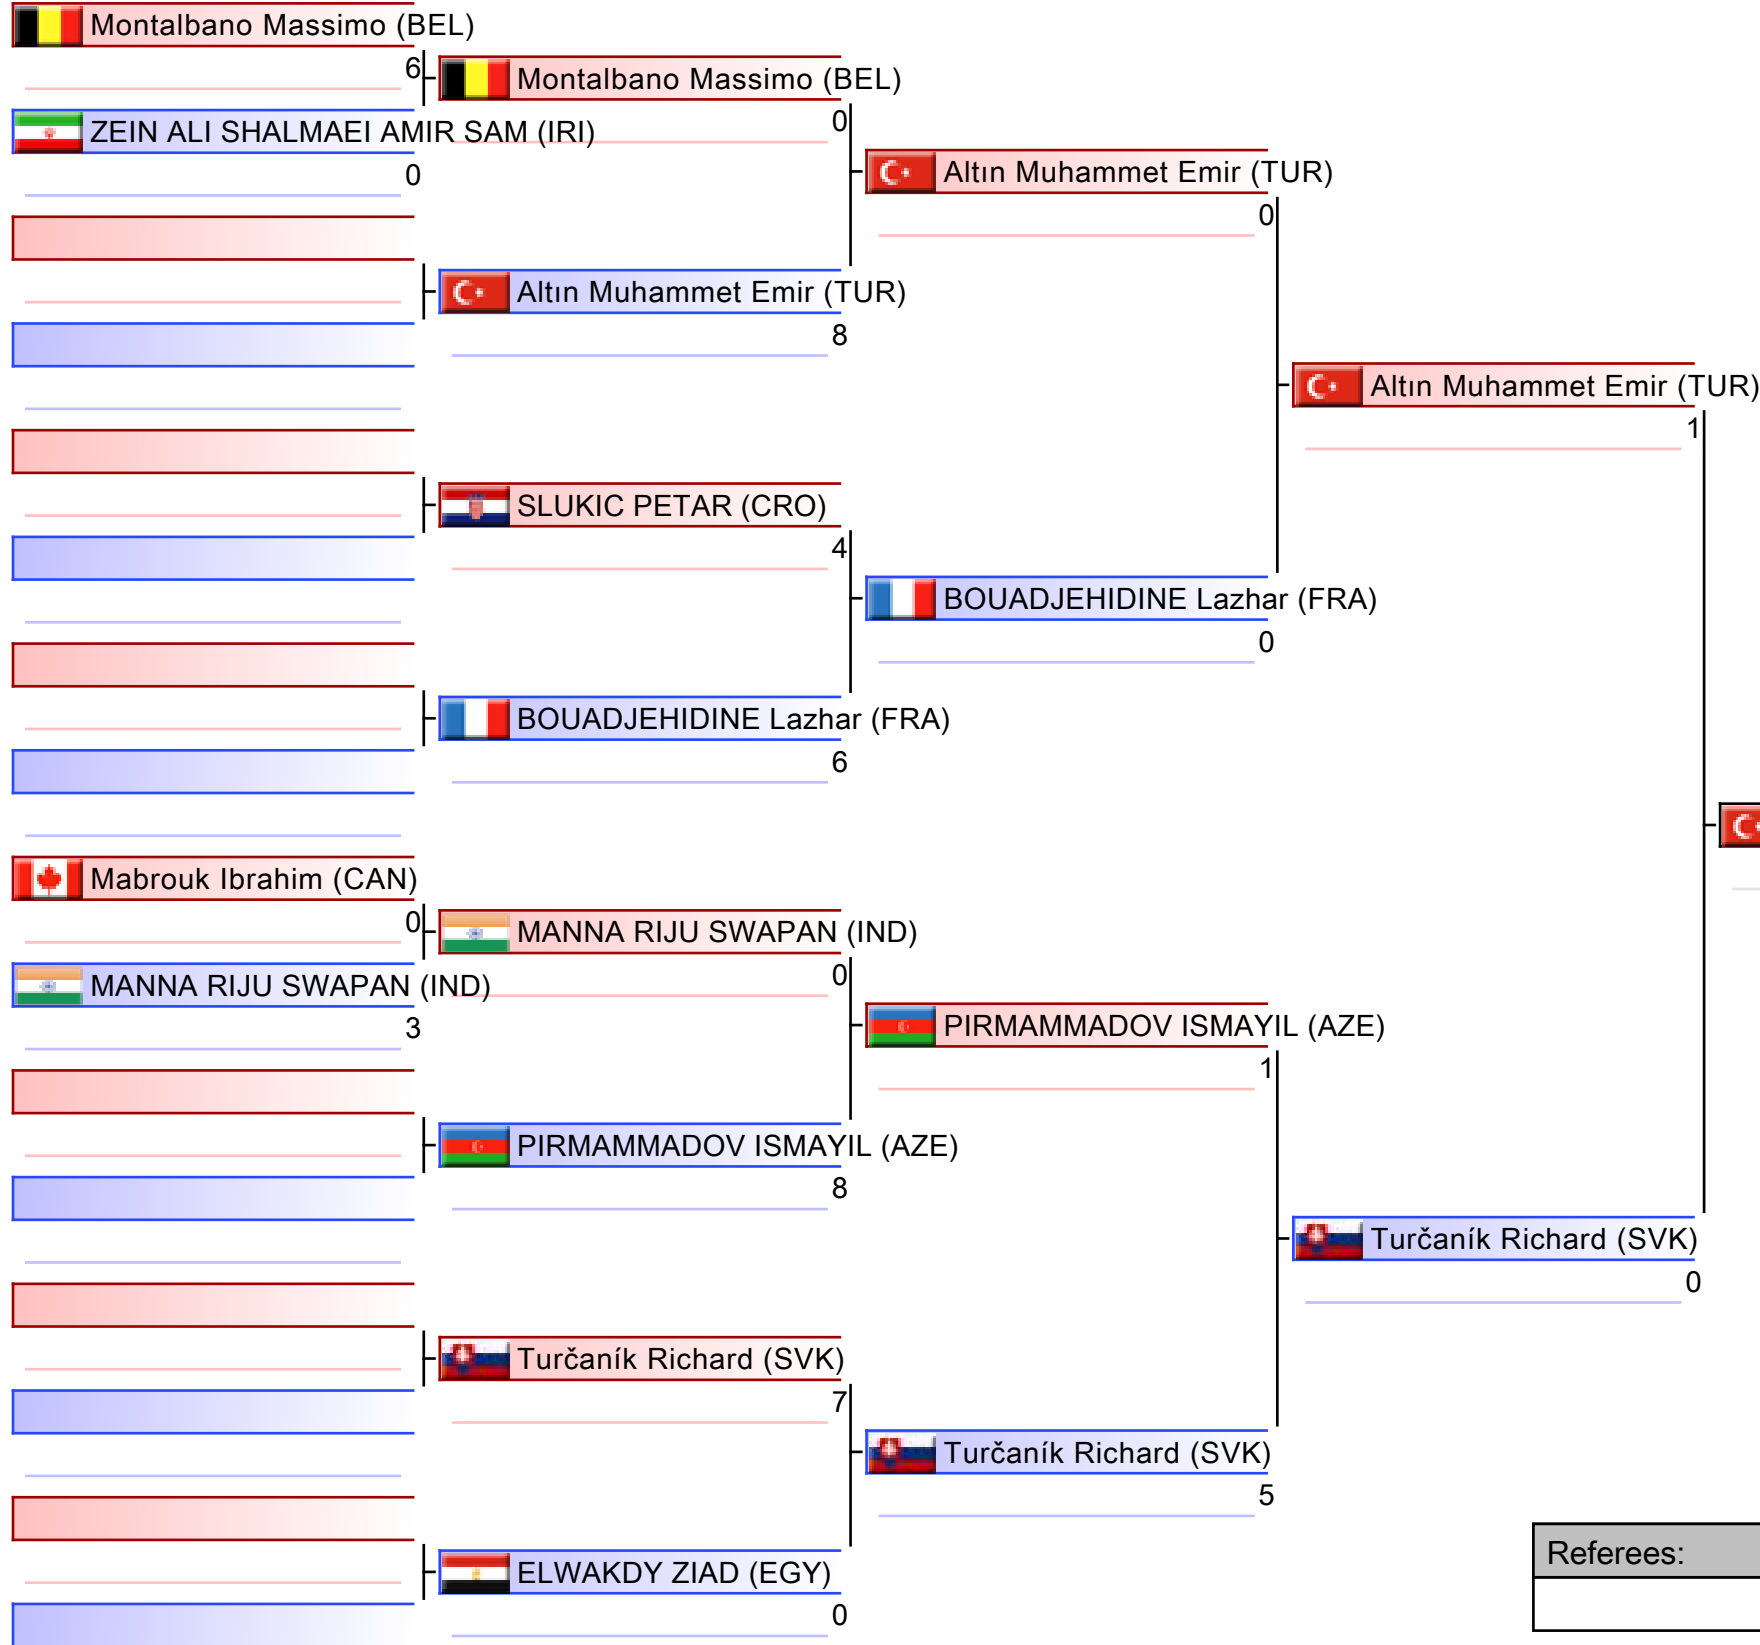 Montalbano Massimo (BEL)
6
Montalbano Massimo (BEL)
0
ZEIN ALI SHALMAEI AMIR SAM (IRI)
0
Altın Muhammet Emir (TUR)
0
Altın Muhammet Emir (TUR)
8
Altın Muhammet Emir (TUR)
1
SLUKIC PETAR (CRO)
4
BOUADJEHIDINE Lazhar (FRA)
0
BOUADJEHIDINE Lazhar (FRA)
6
Mabrouk Ibrahim (CAN)
0
MANNA RIJU SWAPAN (IND)
0
MANNA RIJU SWAPAN (IND)
3
PIRMAMMADOV ISMAYIL (AZE)
1
PIRMAMMADOV ISMAYIL (AZE)
8
Turčaník Richard (SVK)
0
Turčaník Richard (SVK)
7
Turčaník Richard (SVK)
5
ELWAKDY ZIAD (EGY)
0
Referees: